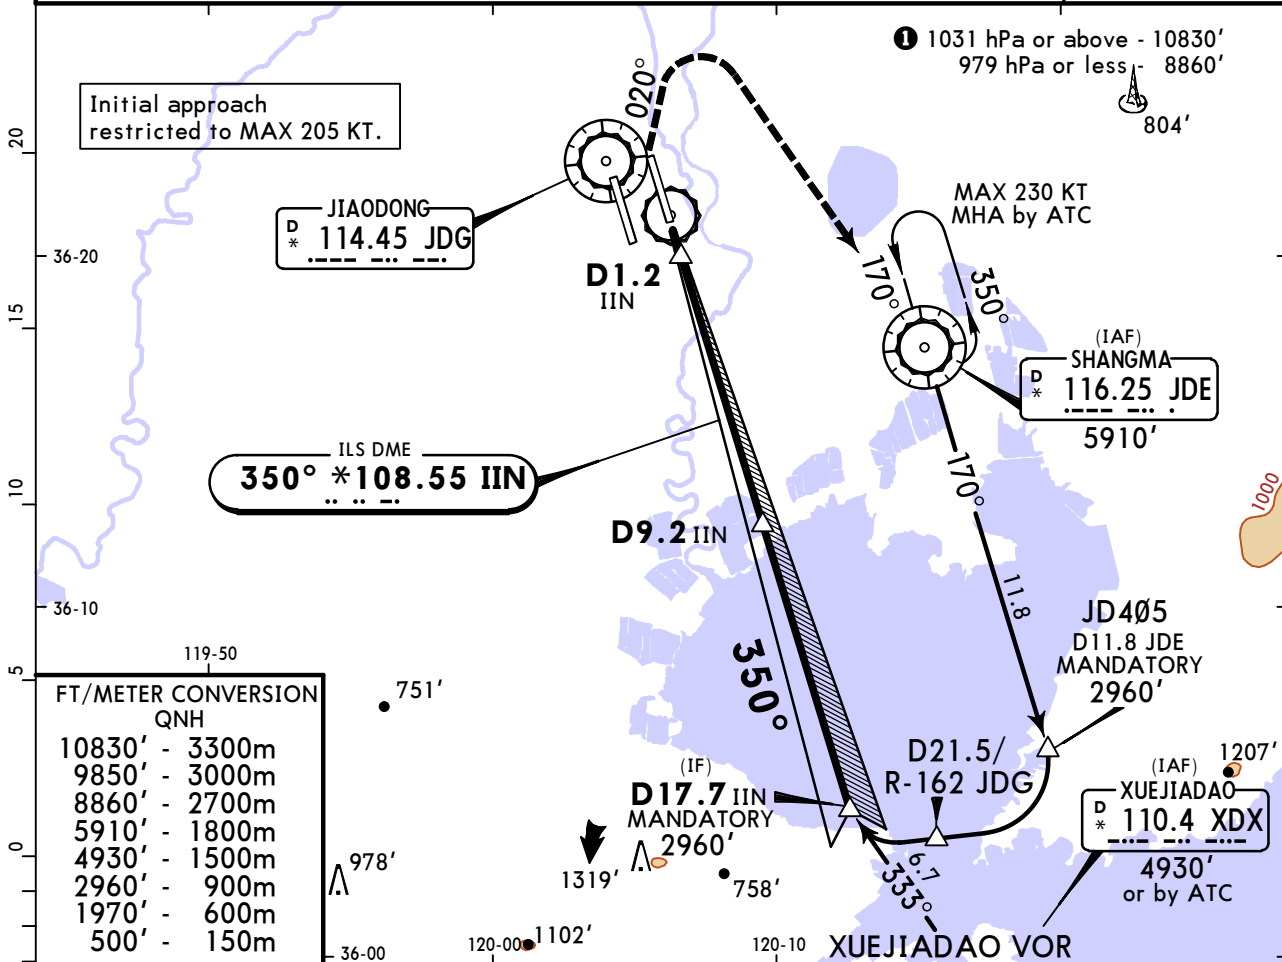 ❶ 1031 hPa or above - 10830'
979 hPa or less - 8860'
804'
Initial approach
restricted to MAX 205 KT.
020°
20
JIAODONG
D
* 114.45 JDG
MAX 230 KT
MHA by ATC
36-20
D1.2
IIN
170°
350°
15
(IAF)
SHANGMA
D
* 116.25 JDE
5910'
ILS DME
350° *108.55 IIN
170°
1000
10
D9.2 IIN
11.8
36-10
JD4Ø5
D11.8 JDE
MANDATORY
2960'
119-50
350°
5
751'
FT/METER CONVERSION
QNH
10830' - 3300m
9850' - 3000m
8860' - 2700m
5910' - 1800m
4930' - 1500m
2960' - 900m
1970' - 600m
500' - 150m
D21.5/
R-162 JDG
1207'
(IF)
D17.7 IIN
MANDATORY
2960'
(IAF)
XUEJIADAO
D
* 110.4 XDX
4930'
or by ATC
0
978'
1319'
758'
6.7
333°
1102'
36-00
120-00
120-10
XUEJIADAO VOR